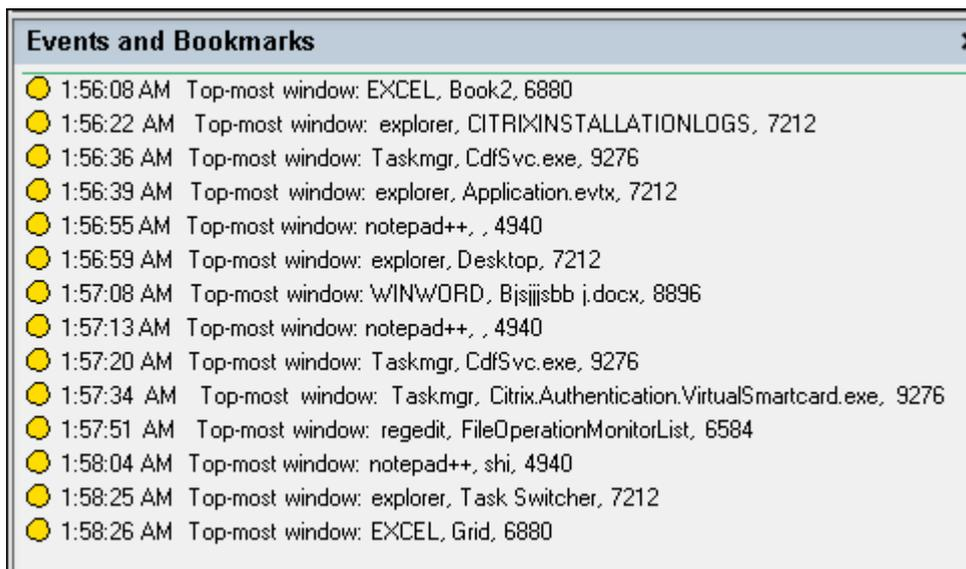 Events and Bookmarks
1:56:08 AM Top-most window: EXCEL, Book2, 6880
1:56:22 AM Top-most window: explorer, CITRIXINSTALLATIONLOGS, 7212
1:56:36 AM Top-most window: Taskmgr, CdfSvc.exe, 9276
1:56:39 AM Top-most window: explorer, Application.evtx, 7212
1:56:55 AM Top-most window: notepad++, , 4940
1:56:59 AM Top-most window: explorer, Desktop, 7212
1:57:08 AM Top-most window: WINWORD, Bjsjjjsbb j.docx, 8896
1:57:13 AM Top-most window: notepad++, , 4940
1:57:20 AM Top-most window: Taskmgr, CdfSvc.exe, 9276
1:57:34 AM Top-most window: Taskmgr, Citrix.Authentication.VirtualSmartcard.exe, 9276
1:57:51 AM Top-most window: regedit, FileOperationMonitorList, 6584
1:58:04 AM Top-most window: notepad++, shi, 4940
1:58:25 AM Top-most window: explorer, Task Switcher, 7212
1:58:26 AM Top-most window: EXCEL, Grid, 6880